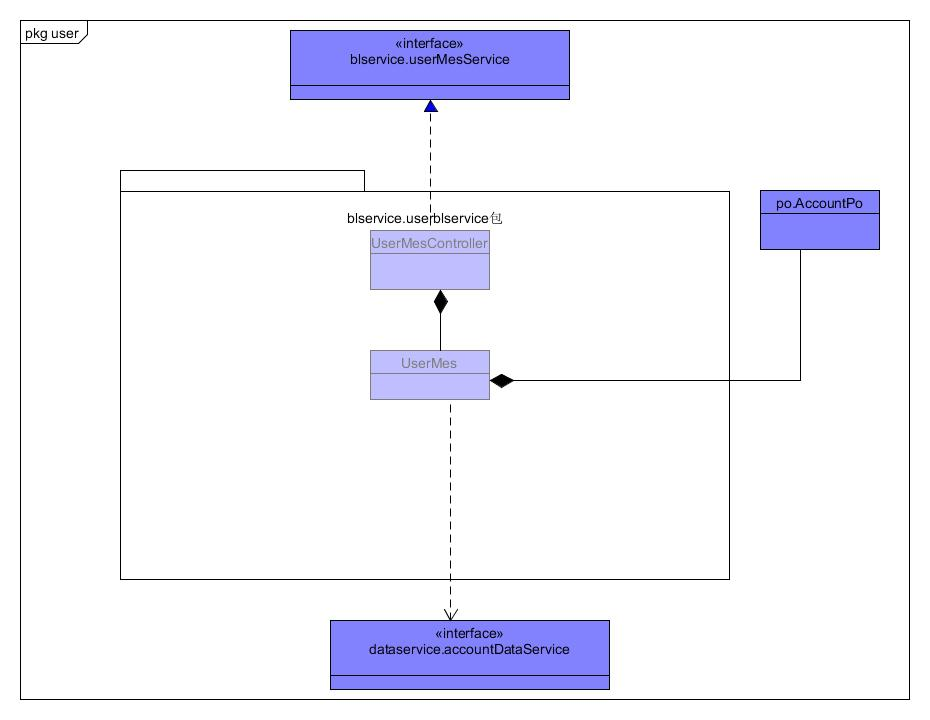 pkg user
«interface»
blservice.userMesService
po.AccountPo
blservice.userblservice包
UserMesController
UserMes
«interface»
dataservice.accountDataService